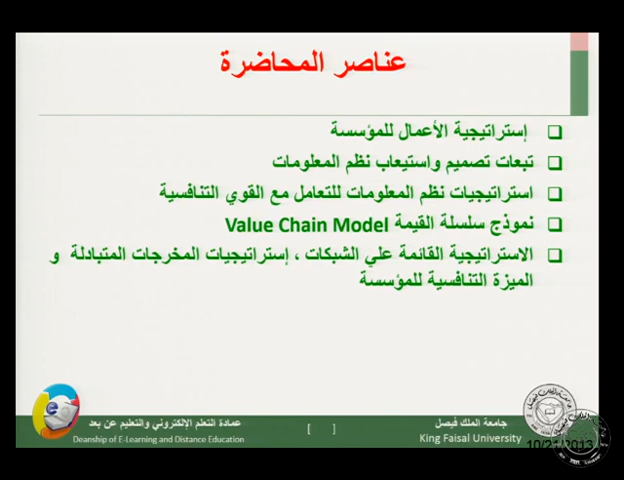 عناصر المحاضرة
إستراتيجية الأعمال للمؤسسة
تبعات تصميم واستيعاب نظم المعلومات
استراتيجيات نظم المعلومات للتعامل مع القوي التنافسية
نموذج سلسلة القيمة Value Chain Model
الاستراتيجية القائمة علي الشبكات ، إستراتيجيات المخرجات المتبادلة و
الميزة التنافسية للمؤسسة
جامعة الملك فيصل
King Faisal University
[ ]
عمادة التعلم الإلكتروني والتعليم عن بعد
Deanship of E-Learning and Distance Education
10/21/2013